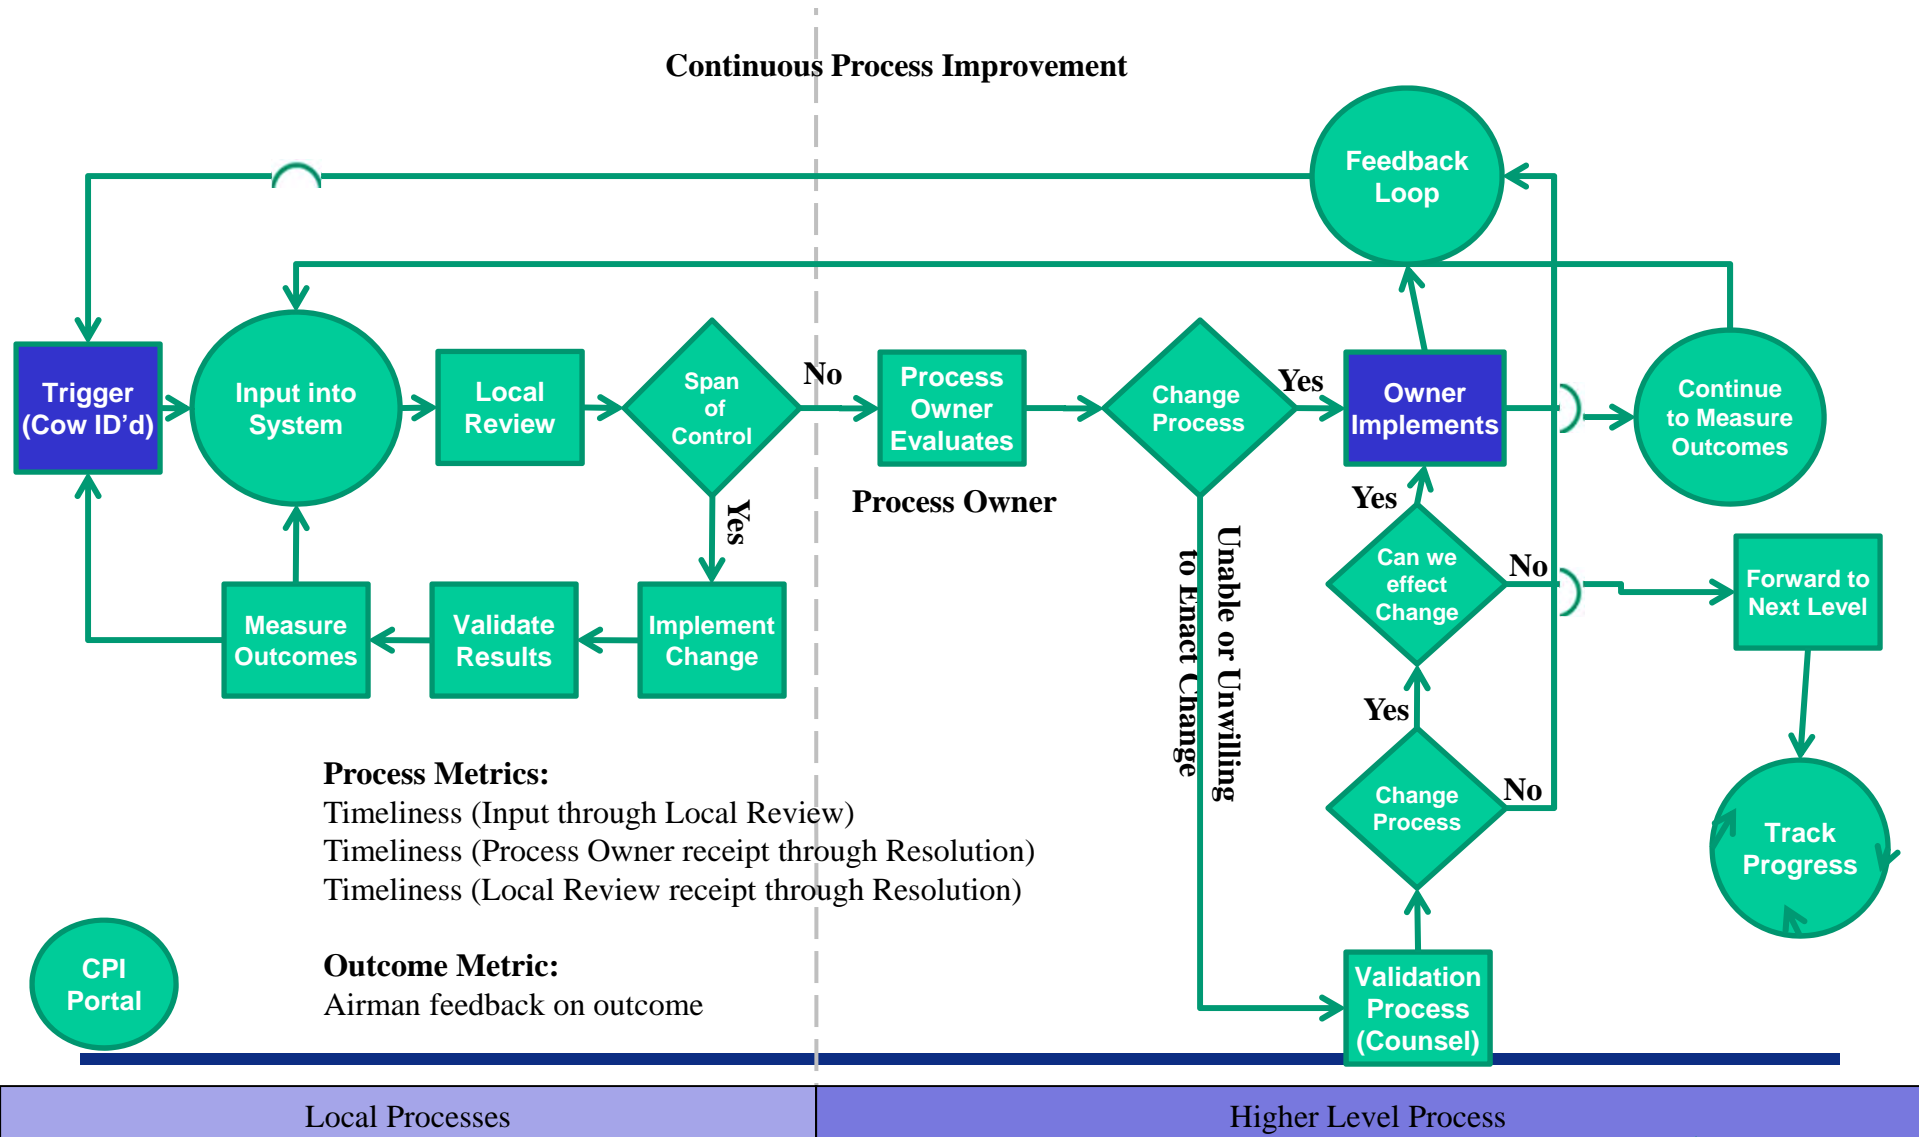 Continuous Process Improvement
Feedback
Loop
Trigger
(Cow ID’d)
Input into
System
Local
Review
Span
of
Control
No
Process
Owner
Evaluates
Process Owner
Change
Process
Yes
Owner
Implements
Continue
to Measure
Outcomes
Yes
Measure
Outcomes
Validate
Results
Implement
Change
Unable or Unwilling
to Enact Change
Yes
Can we
effect
Change
No
Forward to
Next Level
Yes
Change
Process
No
Track
Progress
Validation
Process
(Counsel)
Process Metrics:
Timeliness (Input through Local Review)
Timeliness (Process Owner receipt through Resolution)
Timeliness (Local Review receipt through Resolution)
Outcome Metric:
Airman feedback on outcome
CPI
Portal
Local Processes
Higher Level Process